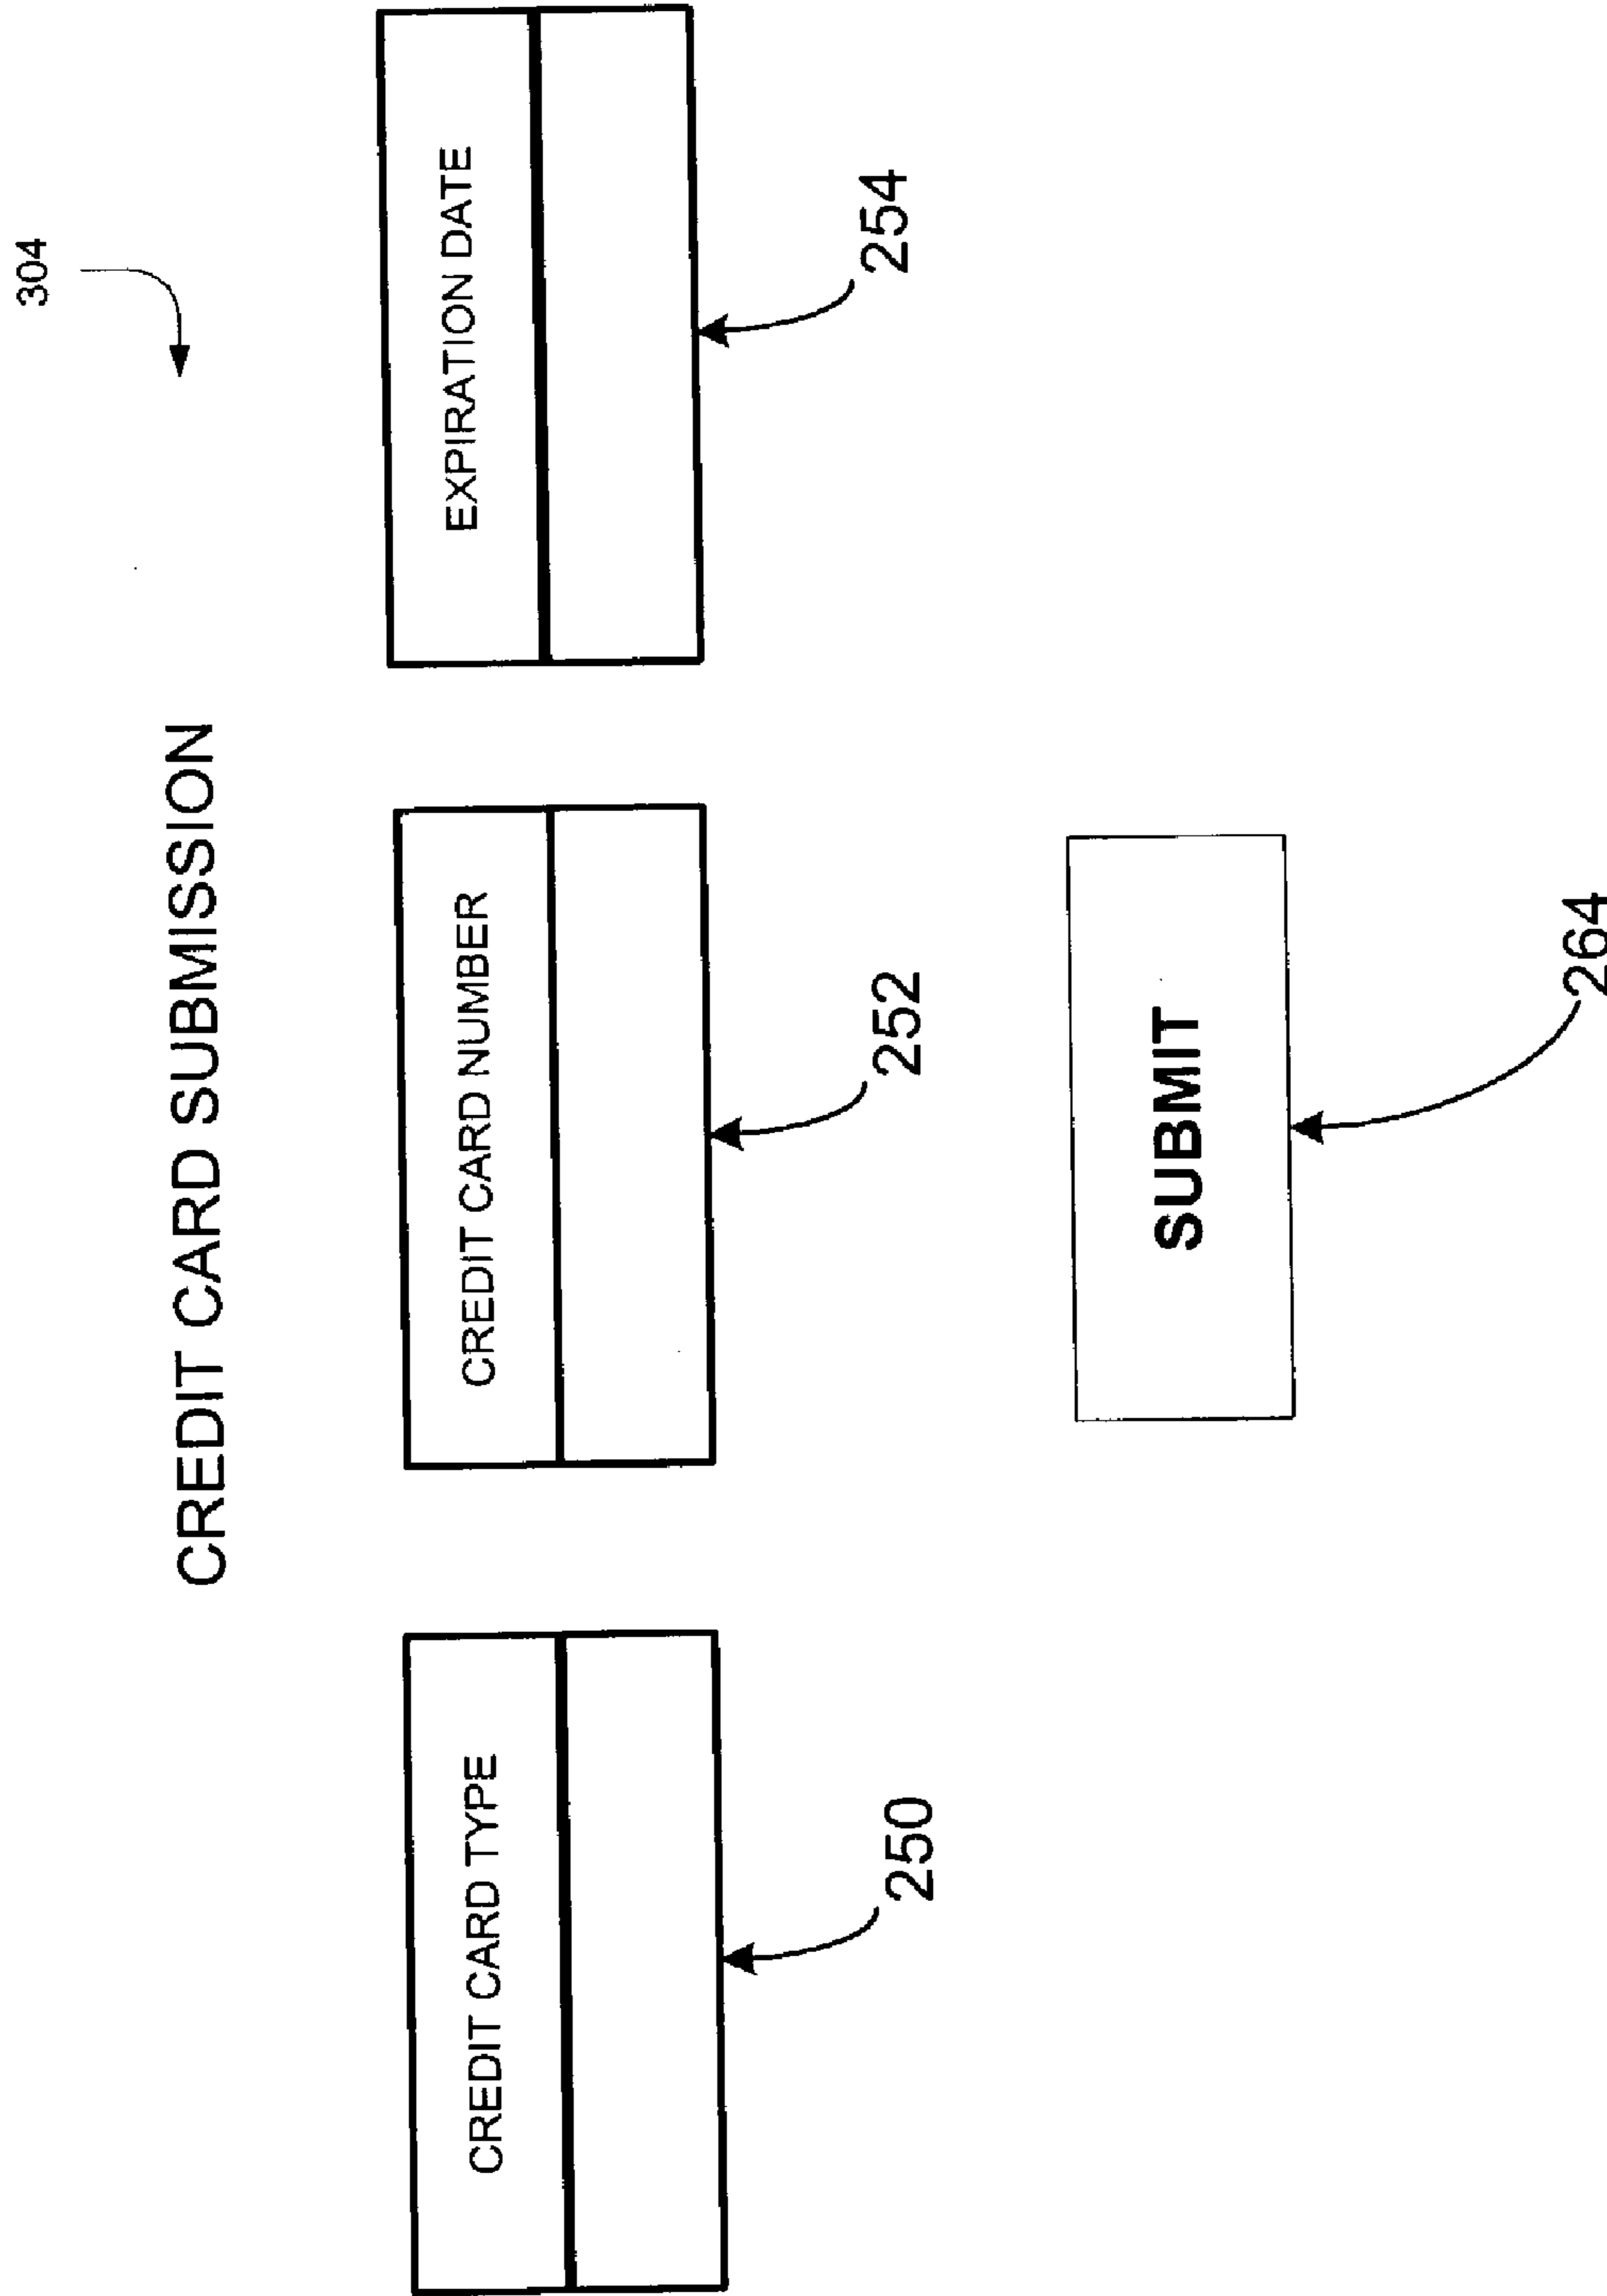 304
CREDIT CARD SUBMISSION
CREDIT CARD TYPE
CREDIT CARD NUMBER
EXPIRATION DATE
250
252
254
SUBMIT
264